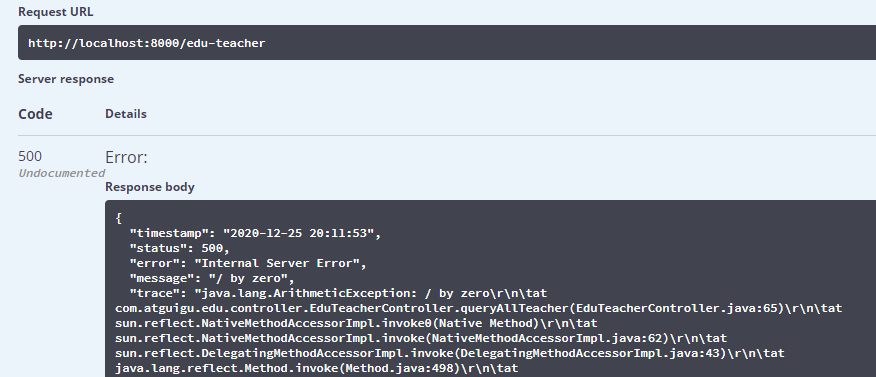 Request URL
http://localhost:8000/edu-teacher
Server response
Code Details
500 Error:
Undocumented
Response body
{
"timestamp": "2020-12-25 20:11:53",
"status": 500,
"error": "Internal Server Error",
"message": "/ by zero",
"trace": "java.lang.ArithmeticException: / by zero\r\n\tat
com.atguigu.edu.controller.EduTeacherController.queryAllTeacher(EduTeacherController.java:65)\r\n\tat
sun.reflect.NativeMethodAccessorImpl.invoke0(Native Method)\r\n\tat
sun.reflect.NativeMethodAccessorImpl.invoke(NativeMethodAccessorImpl.java:62)\r\n\tat
sun.reflect.DelegatingMethodAccessorImpl.invoke(DelegatingMethodAccessorImpl.java:43)\r\n\tat
java.lang.reflect.Method.invoke(Method.java:498)\r\n\tat